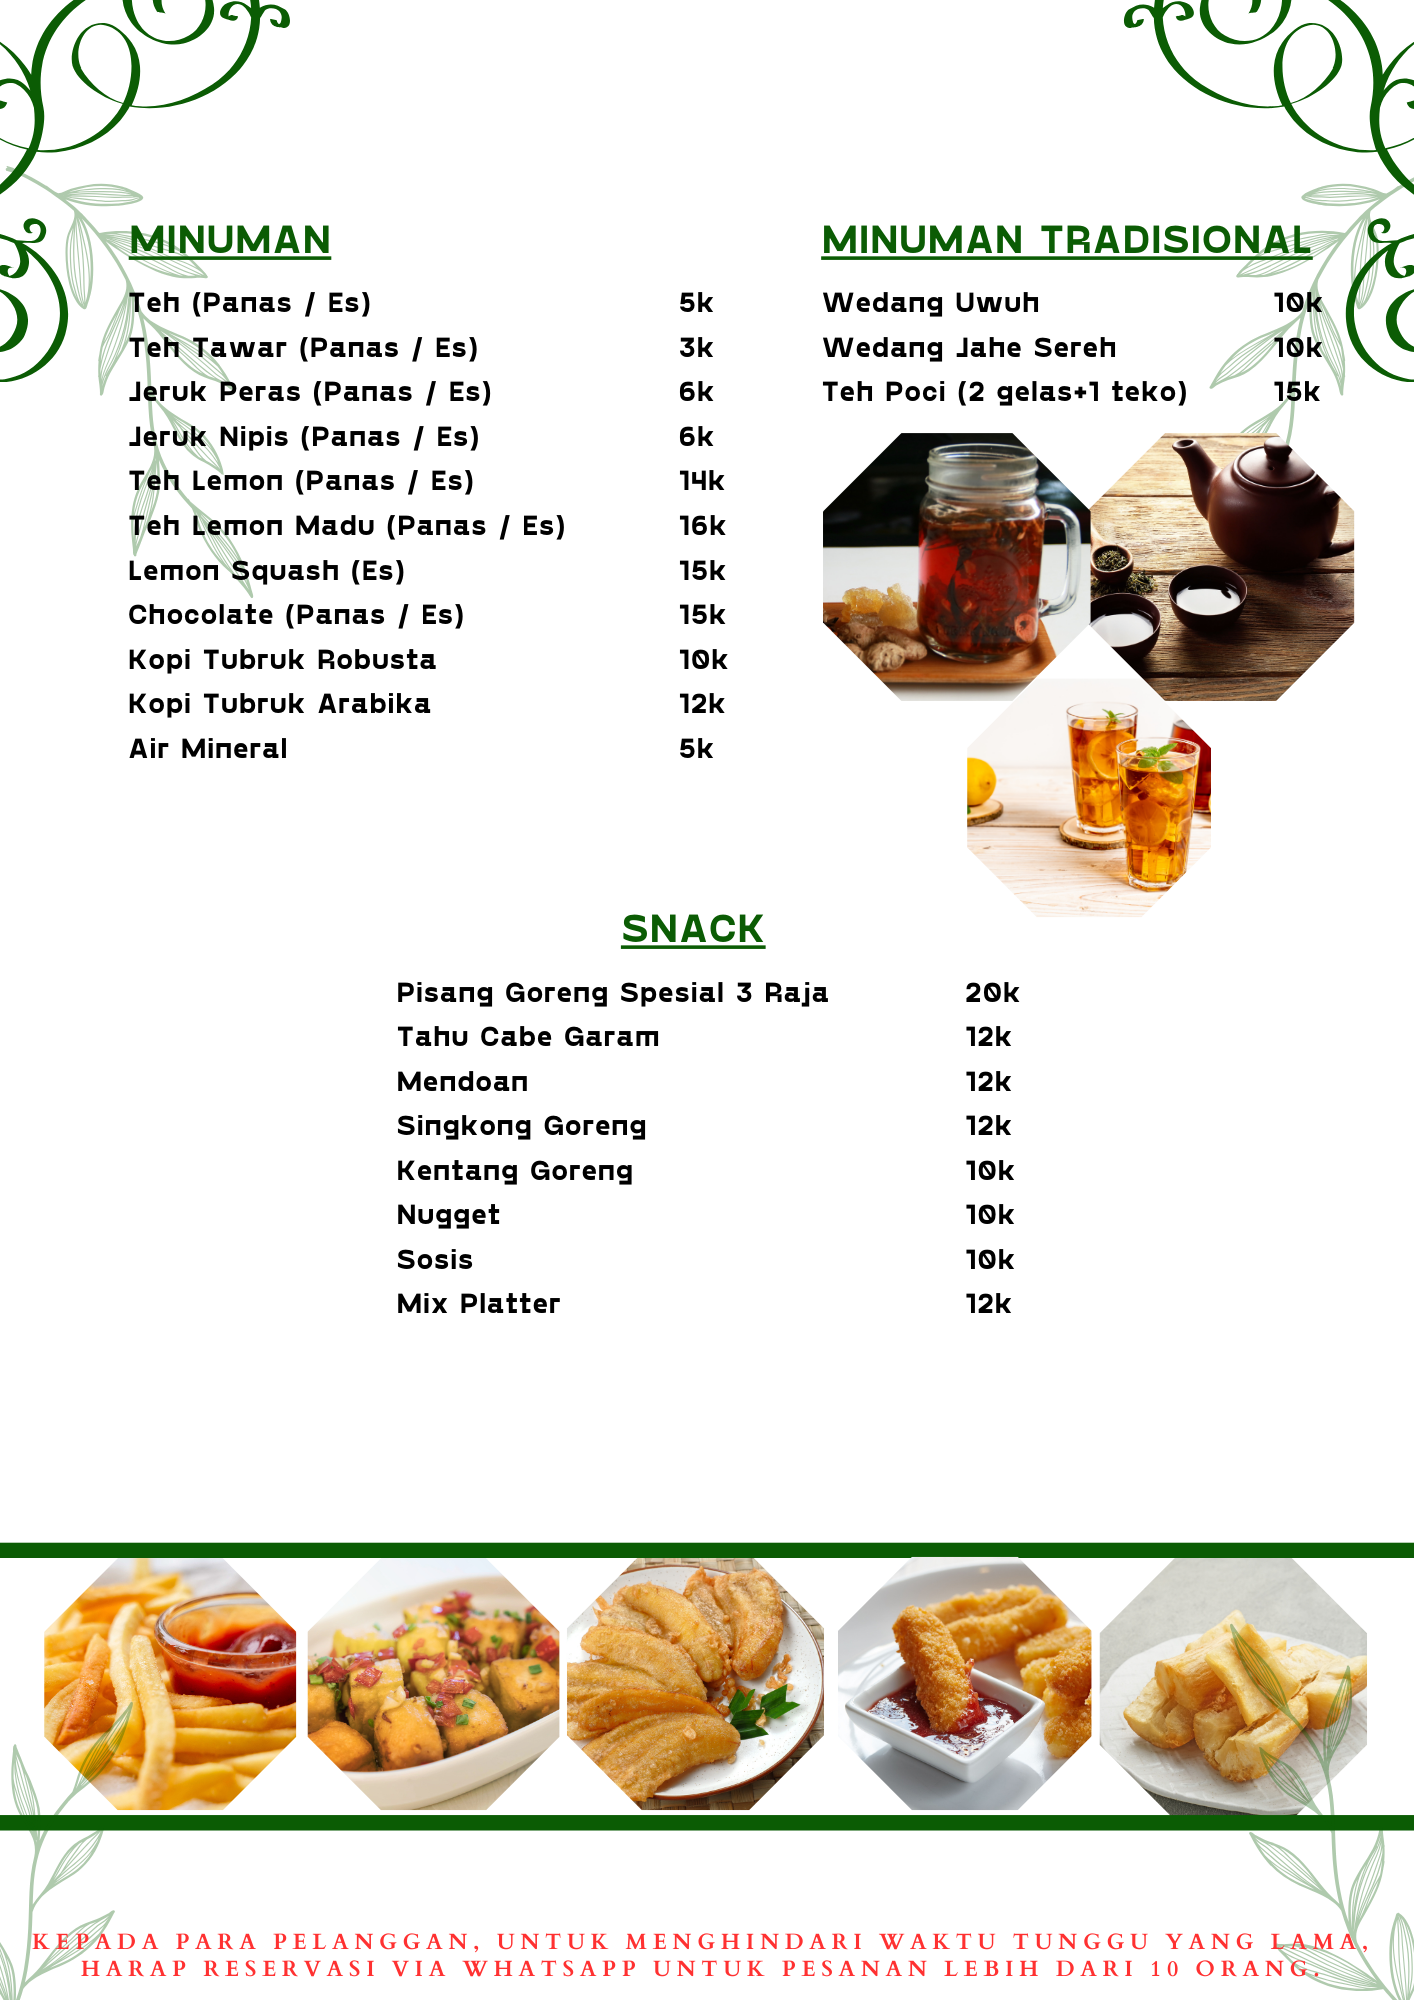 MINUMAN
Teh (Panas / Es) 5k
Teh Tawar (Panas / Es) 3k
Jeruk Peras (Panas / Es) 6k
Jeruk Nipis (Panas / Es) 6k
Teh Lemon (Panas / Es) 14k
Teh Lemon Madu (Panas / Es) 16k
Lemon Squash (Es) 15k
Chocolate (Panas / Es) 15k
Kopi Tubruk Robusta 10k
Kopi Tubruk Arabika 12k
Air Mineral 5k
MINUMAN TRADISIONAL
Wedang Uwuh 10k
Wedang Jahe Sereh 10k
Teh Poci (2 gelas+1 teko) 15k
SNACK
Pisang Goreng Spesial 3 Raja 20k
Tahu Cabe Garam 12k
Mendoan 12k
Singkong Goreng 12k
Kentang Goreng 10k
Nugget 10k
Sosis 10k
Mix Platter 12k
KEPADA PARA PELANGGAN, UNTUK MENGHINDARI WAKTU TUNGGU YANG LAMA,
HARAP RESERVASI VIA WHATSAPP UNTUK PESANAN LEBIH DARI 10 ORANG.